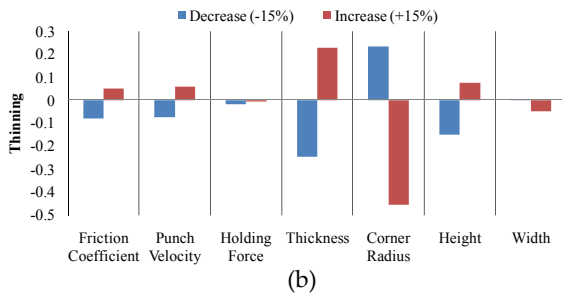 Decrease (-15%) Increase (+15%)
0.3
0.2
0.1
0
-0.1
-0.2
-0.3
-0.4
-0.5
Thinning
Friction Punch Holding Thickness Corner Height Width
Coefficient Velocity Force Radius
(b)